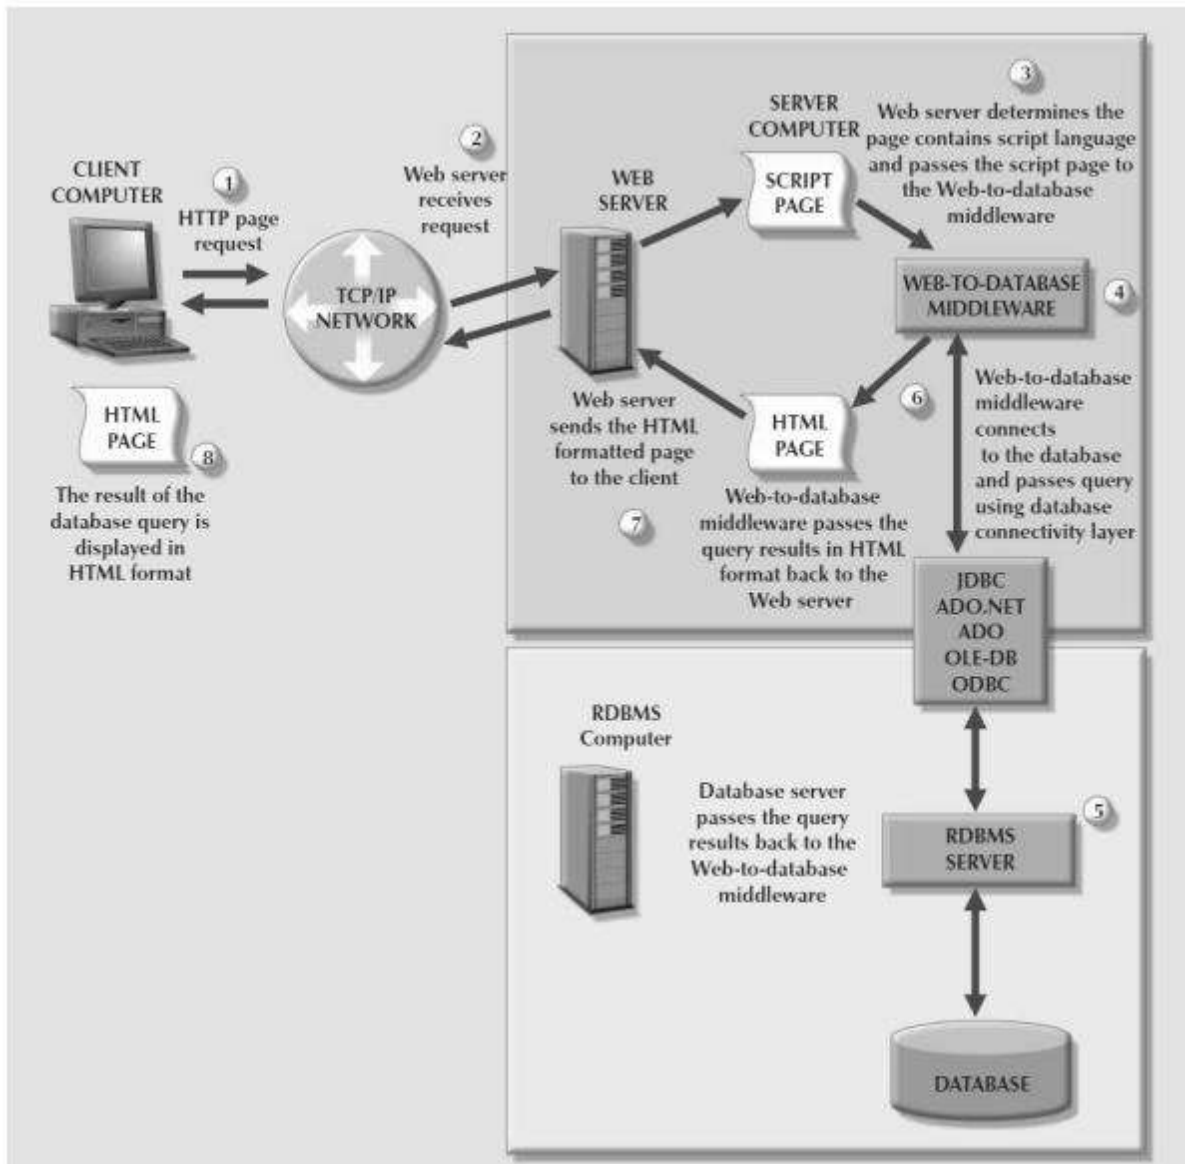 CLIENT
COMPUTER
1
HTTP page
request
TCP/IP
NETWORK
2
Web server
receives
request
WEB
SERVER
SERVER
COMPUTER
SCRIPT
PAGE
3
Web server determines the
page contains script language
and passes the script page to
the Web-to-database
middleware
WEB-TO-DATABASE
MIDDLEWARE
4
Web-to-database
middleware
connects
to the database
and passes query
using database
connectivity layer
JDBC
ADO.NET
ADO
OLE-DB
ODBC
RDBMS
Computer
Database server
passes the query
results back to the
Web-to-database
middleware
5
RDBMS
SERVER
DATABASE
6
HTML
PAGE
Web-to-database
middleware passes the
query results in HTML
format back to the
Web server
Web server
sends the HTML
formatted page
to the client
7
HTML
PAGE
8
The result of the
database query is
displayed in
HTML format